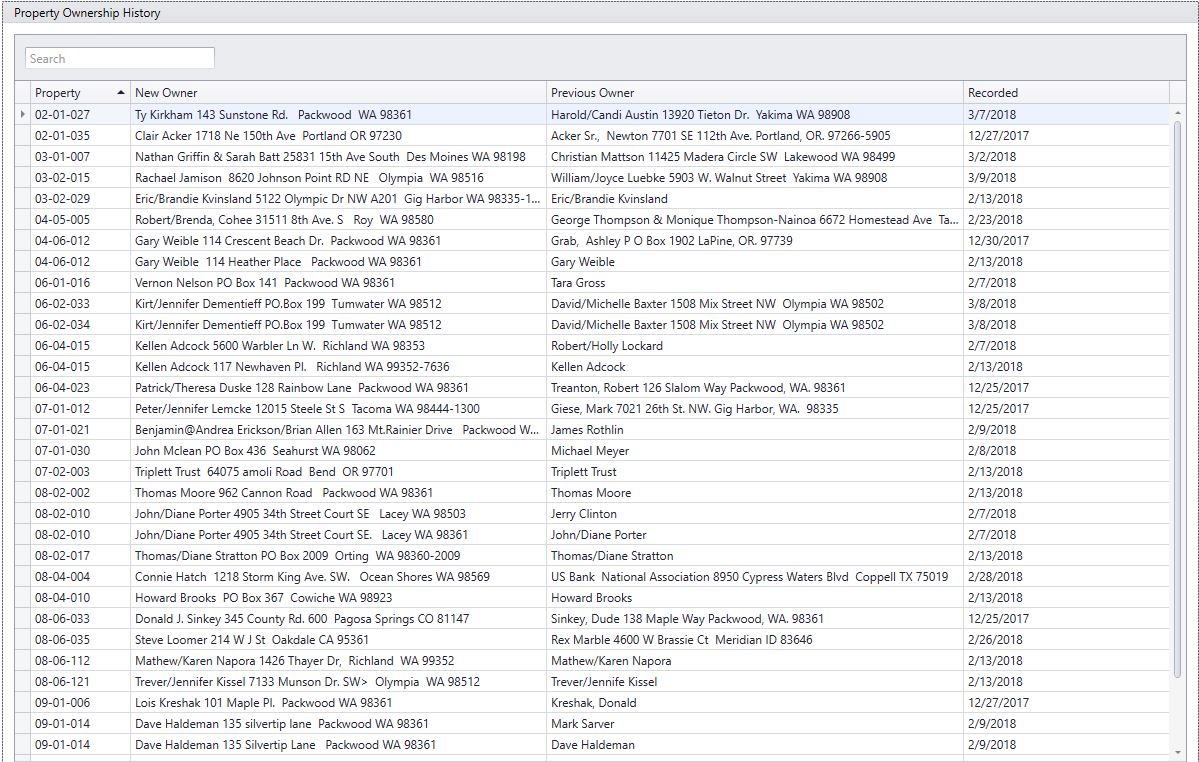 Property Ownership History
Search
Property New Owner Previous Owner Recorded
02-01-027 Ty Kirkham 143 Sunstone Rd. Packwood WA 98361 Harold/Candi Austin 13920 Tieton Dr. Yakima WA 98908 3/7/2018
02-01-035 Clair Acker 1718 Ne 150th Ave Portland OR 97230 Acker Sr., Newton 7701 SE 112th Ave. Portland, OR. 97266-5905 12/27/2017
03-01-007 Nathan Griffin & Sarah Batt 25831 15th Ave South Des Moines WA 98198 Christian Mattson 11425 Madera Circle SW Lakewood WA 98499 3/2/2018
03-02-015 Rachael Jamison 8620 Johnson Point RD NE Olympia WA 98516 William/Joyce Luebke 5903 W. Walnut Street Yakima WA 98908 3/9/2018
03-02-029 Eric/Brandie Kvinsland 5122 Olympic Dr NW A201 Gig Harbor WA 98335-1... Eric/Brandie Kvinsland 2/13/2018
04-05-005 Robert/Brenda, Cohee 31511 8th Ave. S Roy WA 98580 George Thompson & Monique Thompson-Nainoa 6672 Homestead Ave Ta... 2/23/2018
04-06-012 Gary Weible 114 Crescent Beach Dr. Packwood WA 98361 Grab, Ashley P O Box 1902 LaPine, OR. 97739 12/30/2017
04-06-012 Gary Weible 114 Heather Place Packwood WA 98361 Gary Weible 2/13/2018
06-01-016 Vernon Nelson PO Box 141 Packwood WA 98361 Tara Gross 2/7/2018
06-02-033 Kirt/Jennifer Dementieff PO.Box 199 Tumwater WA 98512 David/Michelle Baxter 1508 Mix Street NW Olympia WA 98502 3/8/2018
06-02-034 Kirt/Jennifer Dementieff PO.Box 199 Tumwater WA 98512 David/Michelle Baxter 1508 Mix Street NW Olympia WA 98502 3/8/2018
06-04-015 Kellen Adcock 5600 Warbler Ln W. Richland WA 98353 Robert/Holly Lockard 2/7/2018
06-04-015 Kellen Adcock 117 Newhaven Pl. Richland WA 99352-7636 Kellen Adcock 2/13/2018
06-04-023 Patrick/Theresa Duske 128 Rainbow Lane Packwood WA 98361 Treanton, Robert 126 Slalom Way Packwood, WA. 98361 12/25/2017
07-01-012 Peter/Jennifer Lemcke 12015 Steele St S Tacoma WA 98444-1300 Giese, Mark 7021 26th St. NW. Gig Harbor, WA. 98335 12/25/2017
07-01-021 Benjamin@Andrea Erickson/Brian Allen 163 Mt.Rainier Drive Packwood W... James Rothlin 2/9/2018
07-01-030 John Mclean PO Box 436 Seahurst WA 98062 Michael Meyer 2/8/2018
07-02-003 Triplett Trust 64075 amoli Road Bend OR 97701 Triplett Trust 2/13/2018
08-02-002 Thomas Moore 962 Cannon Road Packwood WA 98361 Thomas Moore 2/13/2018
08-02-010 John/Diane Porter 4905 34th Street Court SE Lacey WA 98503 Jerry Clinton 2/7/2018
08-02-010 John/Diane Porter 4905 34th Street Court SE. Lacey WA 98361 John/Diane Porter 2/7/2018
08-02-017 Thomas/Diane Stratton PO Box 2009 Orting WA 98360-2009 Thomas/Diane Stratton 2/13/2018
08-04-004 Connie Hatch 1218 Storm King Ave. SW. Ocean Shores WA 98569 US Bank National Association 8950 Cypress Waters Blvd Coppell TX 75019 2/28/2018
08-04-010 Howard Brooks PO Box 367 Cowiche WA 98923 Howard Brooks 2/13/2018
08-06-033 Donald J. Sinkey 345 County Rd. 600 Pagosa Springs CO 81147 Sinkey, Dude 138 Maple Way Packwood, WA. 98361 12/25/2017
08-06-035 Steve Loomer 214 W J St Oakdale CA 95361 Rex Marble 4600 W Brassie Ct Meridian ID 83646 2/26/2018
08-06-112 Mathew/Karen Napora 1426 Thayer Dr, Richland WA 99352 Mathew/Karen Napora 2/13/2018
08-06-121 Trever/Jennifer Kissel 7133 Munson Dr. SW> Olympia WA 98512 Trever/Jennife Kissel 2/13/2018
09-01-006 Lois Kreshak 101 Maple Pl. Packwood WA 98361 Kreshak, Donald 12/27/2017
09-01-014 Dave Haldeman 135 silvertip lane Packwood WA 98361 Mark Sarver 2/9/2018
09-01-014 Dave Haldeman 135 Silvertip Lane Packwood WA 98361 Dave Haldeman 2/9/2018